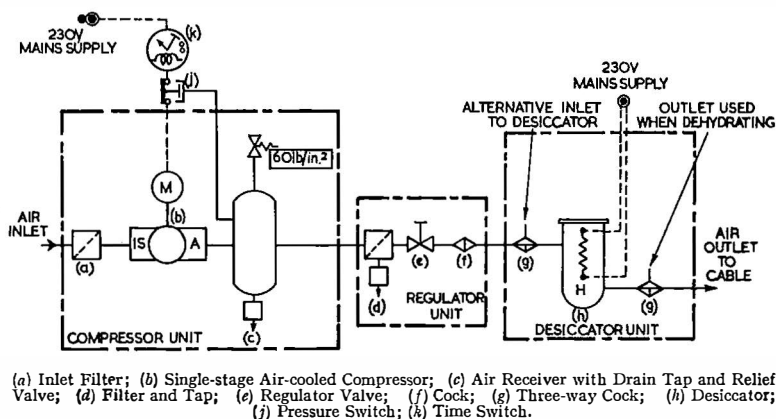 230V
MAINS SUPPLY
(k)
(j)
230V
MAINS SUPPLY
ALTERNATIVE INLET
TO DESICCATOR
OUTLET USED
WHEN DEHYDRATING
60lb/in.²
M
AIR
INLET
(b)
IS
A
(a)
(c)
COMPRESSOR UNIT
(e)
(f)
(d)
REGULATOR
UNIT
(g)
H
(h)
(g)
AIR
OUTLET
TO
CABLE
DESICCATOR UNIT
(a) Inlet Filter; (b) Single-stage Air-cooled Compressor; (c) Air Receiver with Drain Tap and Relief
Valve; (d) Filter and Tap; (e) Regulator Valve; (f) Cock; (g) Three-way Cock; (h) Desiccator;
(j) Pressure Switch; (k) Time Switch.